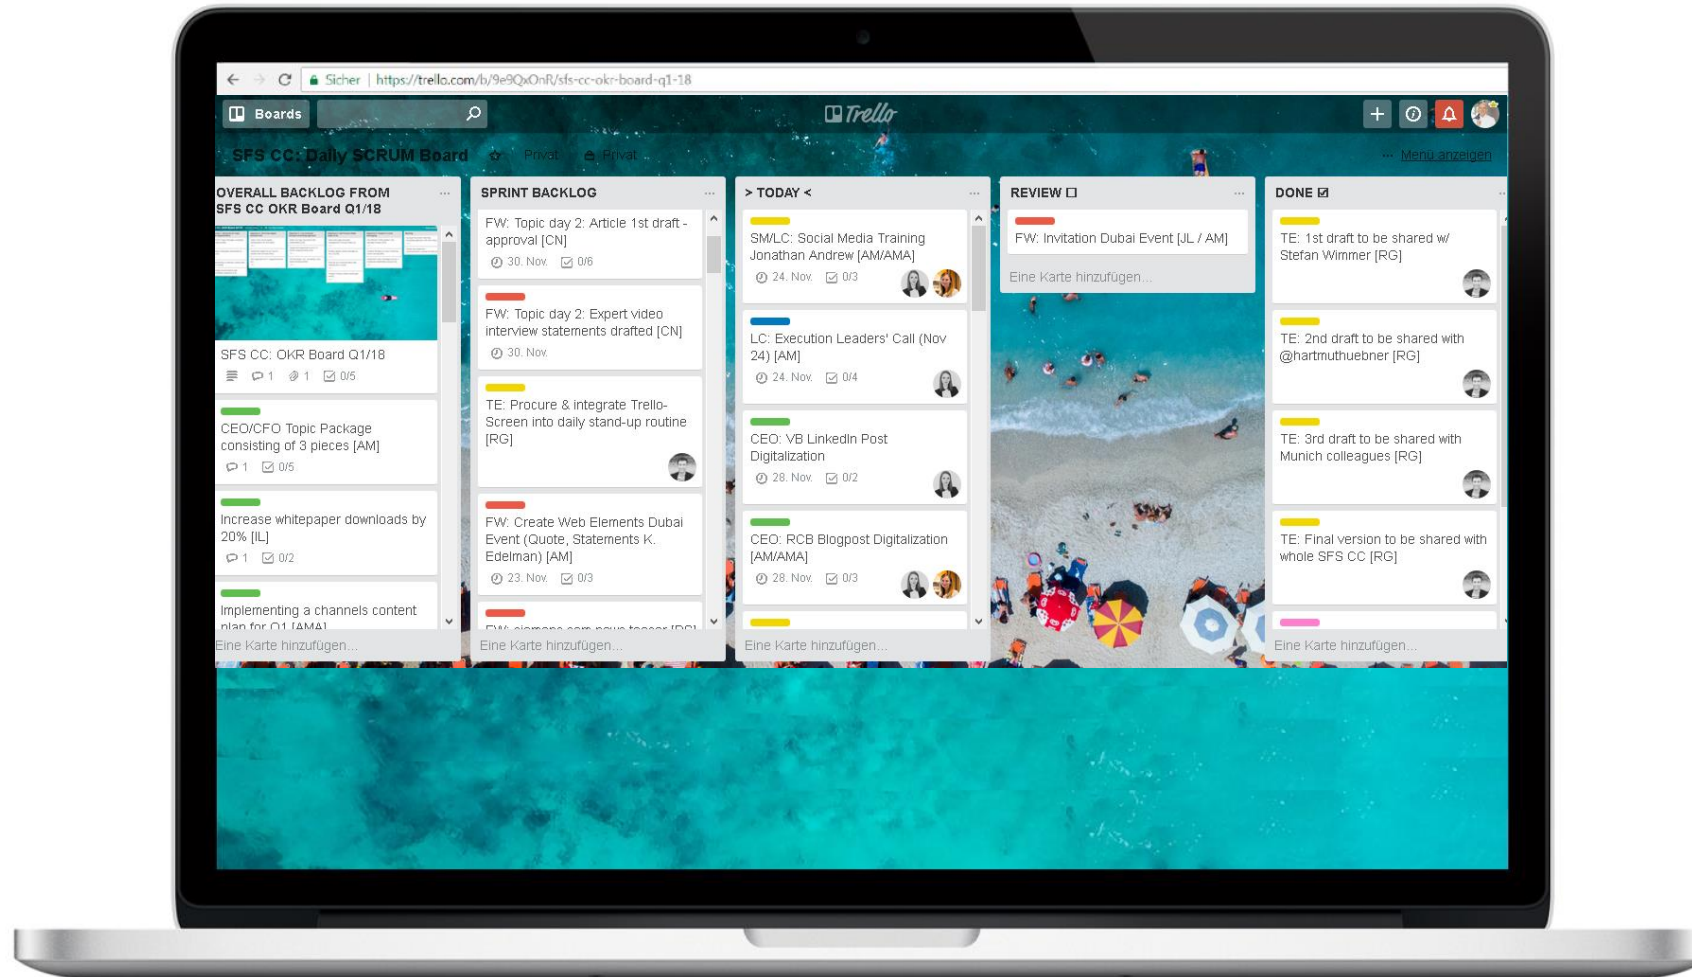 Sicher | https://trello.com/b/9e9QxOnR/sfs-cc-okr-board-q1-18
Boards
Trello
SFS CC: Daily SCRUM Board
Privat
Privat
... Menü anzeigen
OVERALL BACKLOG FROM
SFS CC OKR Board Q1/18
SFS CC: OKR Board Q1/18
1 1 0/5
CEO/CFO Topic Package
consisting of 3 pieces [AM]
1 0/5
Increase whitepaper downloads by
20% [IL]
1 0/2
Implementing a channels content
plan for Q1 [AMA]
Eine Karte hinzufügen...
SPRINT BACKLOG
FW: Topic day 2: Article 1st draft -
approval [CN]
30. Nov. 0/6
FW: Topic day 2: Expert video
interview statements drafted [CN]
30. Nov.
TE: Procure & integrate Trello-
Screen into daily stand-up routine
[RG]
FW: Create Web Elements Dubai
Event (Quote, Statements K.
Edelman) [AM]
23. Nov. 0/3
Eine Karte hinzufügen...
> TODAY <
SM/LC: Social Media Training
Jonathan Andrew [AM/AMA]
24. Nov. 0/3
LC: Execution Leaders' Call (Nov
24) [AM]
24. Nov. 0/4
CEO: VB LinkedIn Post
Digitalization
28. Nov. 0/2
CEO: RCB Blogpost Digitalization
[AM/AMA]
28. Nov. 0/3
Eine Karte hinzufügen...
REVIEW
FW: Invitation Dubai Event [JL / AM]
Eine Karte hinzufügen...
DONE
TE: 1st draft to be shared w/
Stefan Wimmer [RG]
TE: 2nd draft to be shared with
@hartmuthuebner [RG]
TE: 3rd draft to be shared with
Munich colleagues [RG]
TE: Final version to be shared with
whole SFS CC [RG]
Eine Karte hinzufügen...